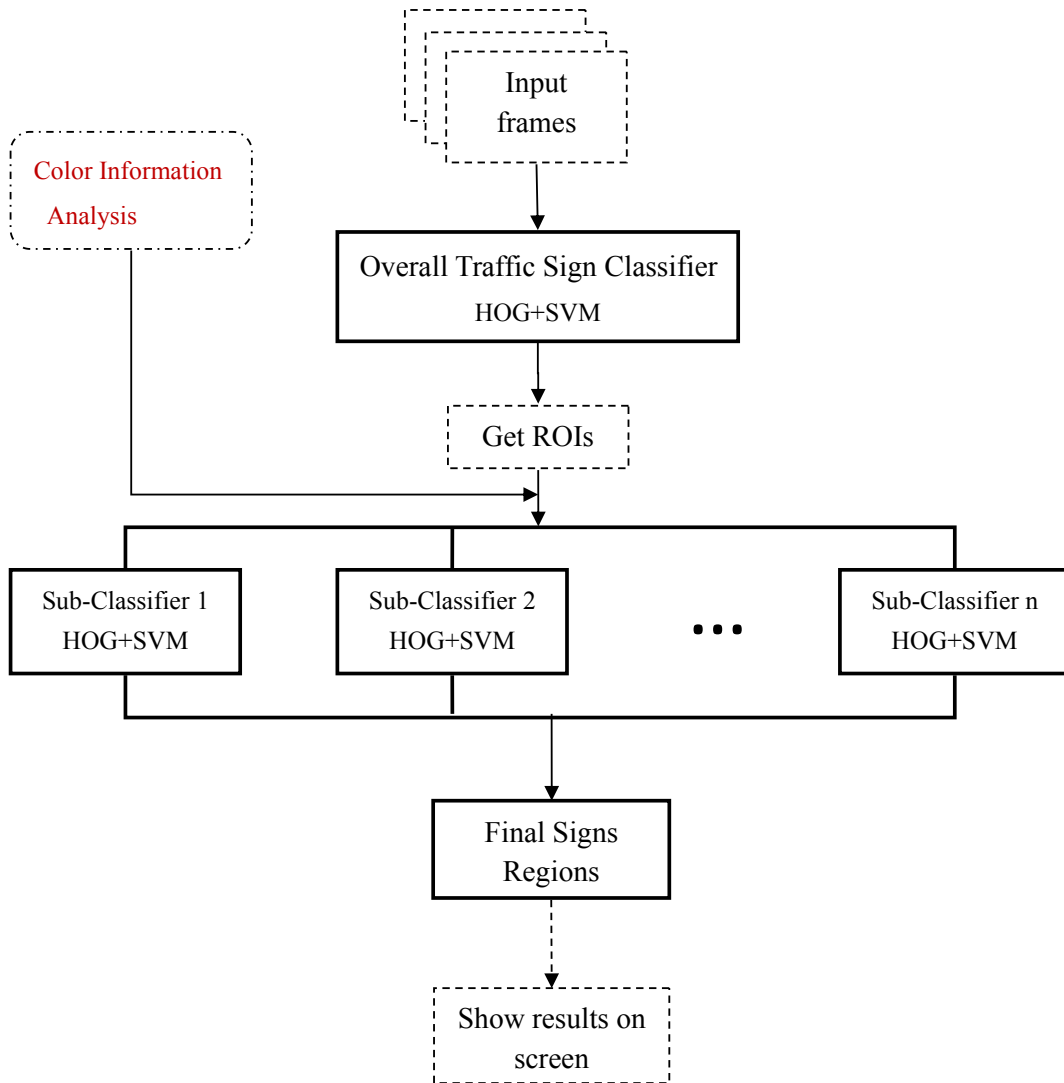 Input
frames
Color Information
Analysis
Overall Traffic Sign Classifier
HOG+SVM
Get ROIs
Sub-Classifier 1
HOG+SVM
Sub-Classifier 2
HOG+SVM
...
Sub-Classifier n
HOG+SVM
Final Signs
Regions
Show results on
screen